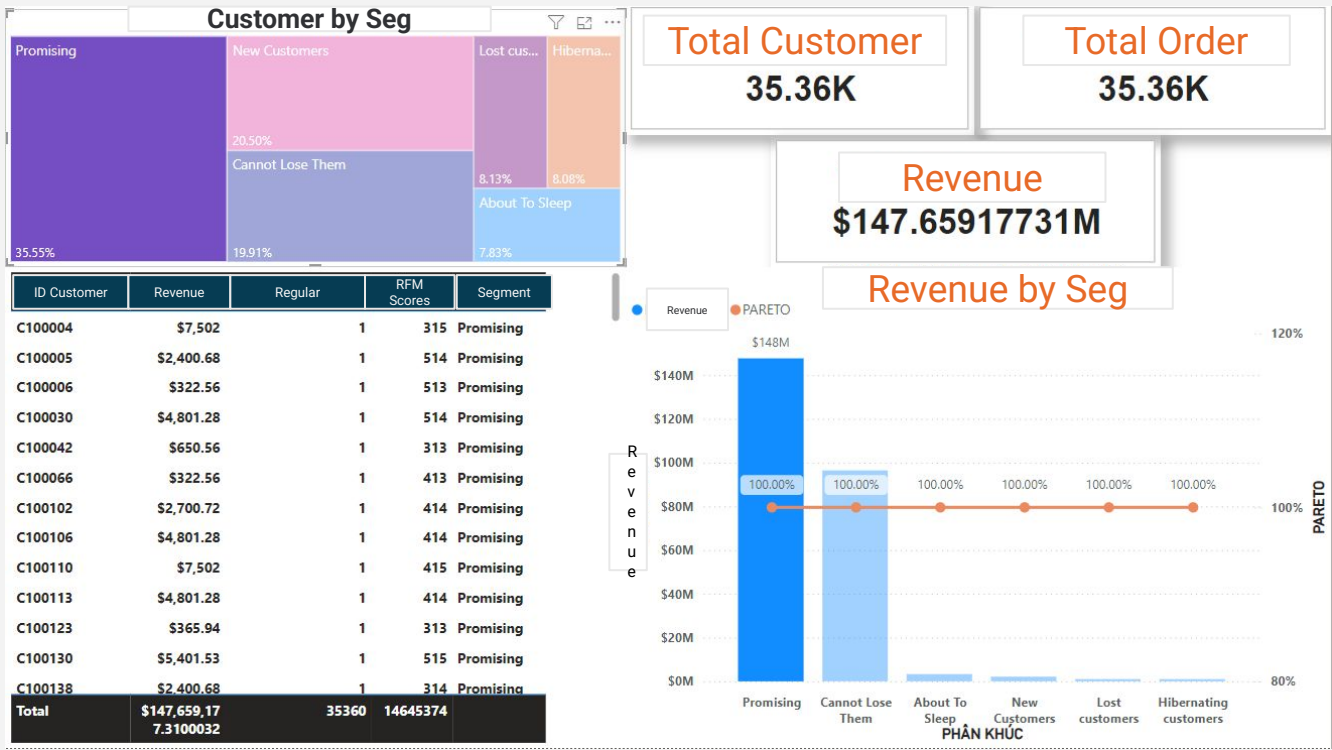 Customer by Seg
Promising
35.55%
New Customers
20.50%
Cannot Lose Them
19.91%
Lost cus...
8.13%
Hiberna...
8.08%
About To Sleep
7.83%
Total Customer
35.36K
Total Order
35.36K
Revenue
$147.65917731M
ID Customer Revenue Regular RFM Scores Segment
C100004 $7,502 1 315 Promising
C100005 $2,400.68 1 514 Promising
C100006 $322.56 1 513 Promising
C100030 $4,801.28 1 514 Promising
C100042 $650.56 1 313 Promising
C100066 $322.56 1 413 Promising
C100102 $2,700.72 1 414 Promising
C100106 $4,801.28 1 414 Promising
C100110 $7,502 1 415 Promising
C100113 $4,801.28 1 414 Promising
C100123 $365.94 1 313 Promising
C100130 $5,401.53 1 515 Promising
C100138 $2,400.68 1 314 Promising
Total $147,659,17 35360 14645374
7.3100032
Revenue by Seg
Revenue PARETO
$148M
120%
$140M
$120M
$100M
$80M
$60M
$40M
$20M
$0M
100.00% 100.00% 100.00% 100.00% 100.00% 100.00%
100%
80%
Revenue
PARETO
Promising
Cannot Lose
Them
About To
Sleep
New
Customers
Lost
customers
Hibernating
customers
PHÂN KHÚC